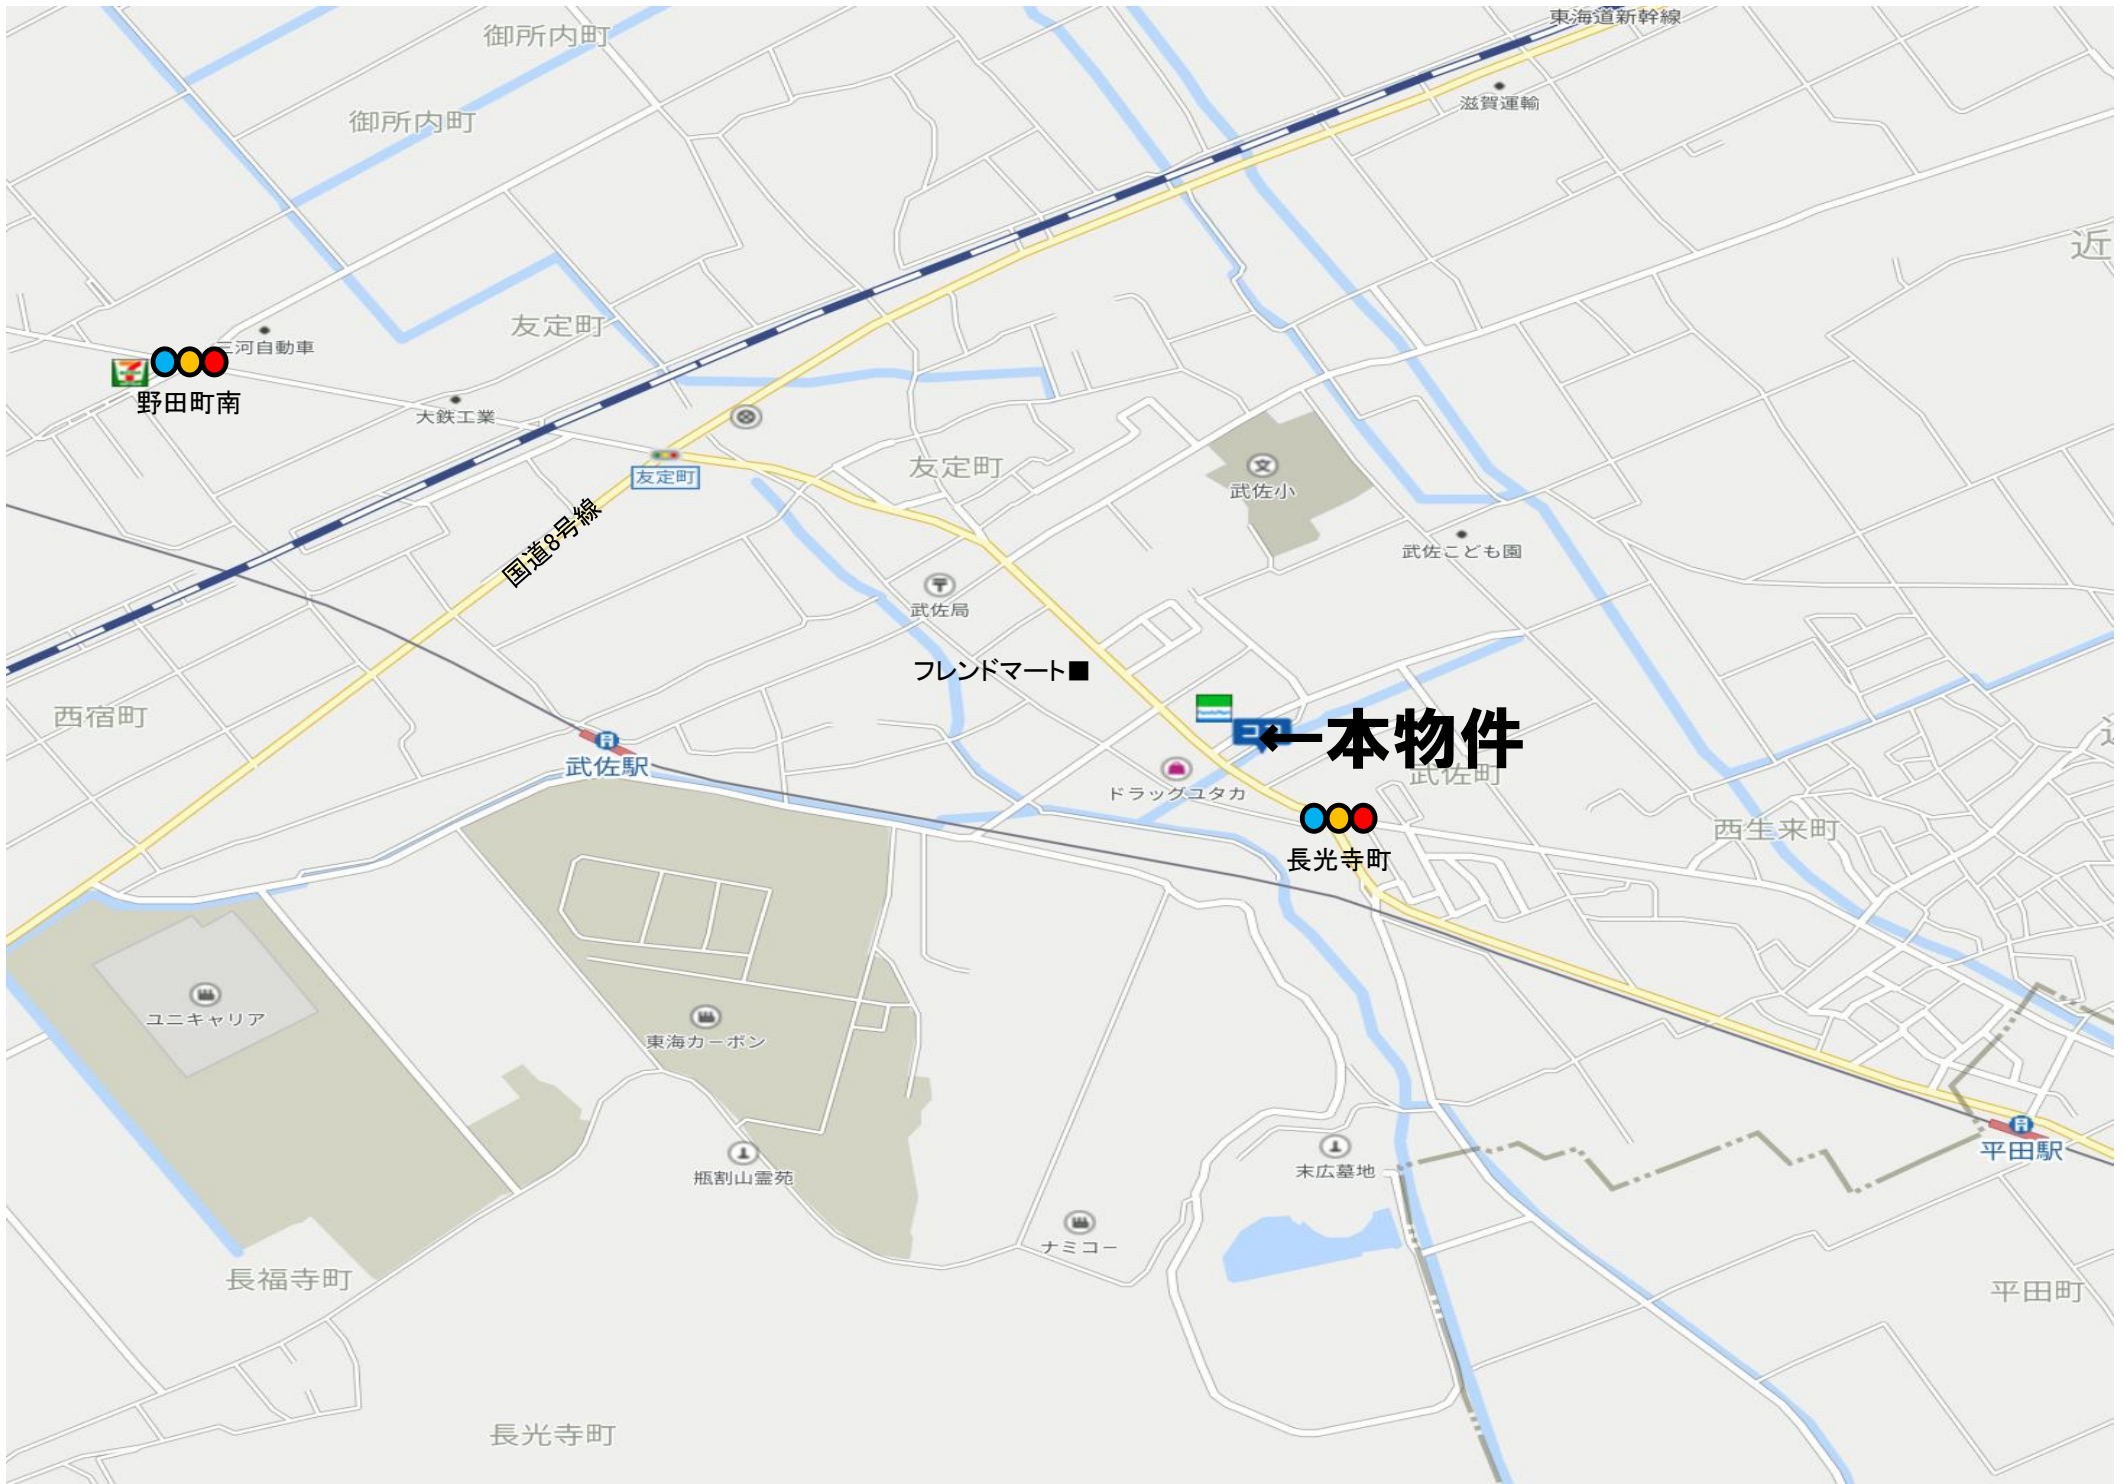 東海道新幹線
御所内町
滋賀運輸
御所内町
近
友定町
三河自動車
野田町南
大鉄工業
友定町
友定町
武佐小
国道8号線
武佐こども園
武佐局
フレンドマート■
西宿町
ココ
←本物件
武佐駅
武佐町
ドラッグユタカ
西生来町
長光寺町
ユニキャリア
東海カーボン
平田駅
末広墓地
瓶割山霊苑
ナミコー
長福寺町
平田町
長光寺町